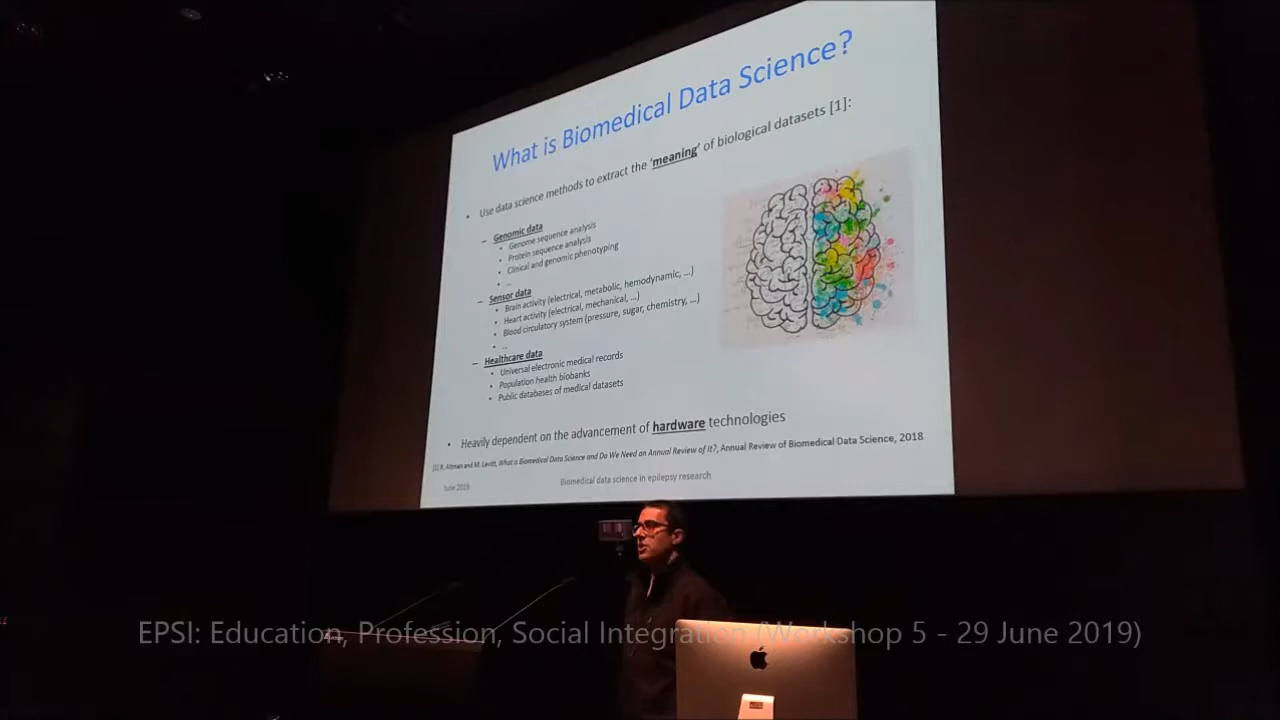 What is Biomedical Data Science?
• Use data science methods to extract the 'meaning' of biological datasets [1]:
– Genomic data
• Genome sequence analysis
• Protein sequence analysis
• Clinical and genomic phenotyping
• ...
– Sensor data
• Brain activity (electrical, metabolic, hemodynamic, ...)
• Heart activity (electrical, mechanical, ...)
• Blood circulatory system (pressure, sugar, chemistry, ...)
• ...
– Healthcare data
• Universal electronic medical records
• Population health biobanks
• Public databases of medical datasets
• Heavily dependent on the advancement of hardware technologies
[1] R. Altman and M. Levitt, What is Biomedical Data Science and Do We Need an Annual Review of It?, Annual Review of Biomedical Data Science, 2018
June 2019
Biomedical data science in epilepsy research
EPSI: Education, Profession, Social Integration (Workshop 5 - 29 June 2019)